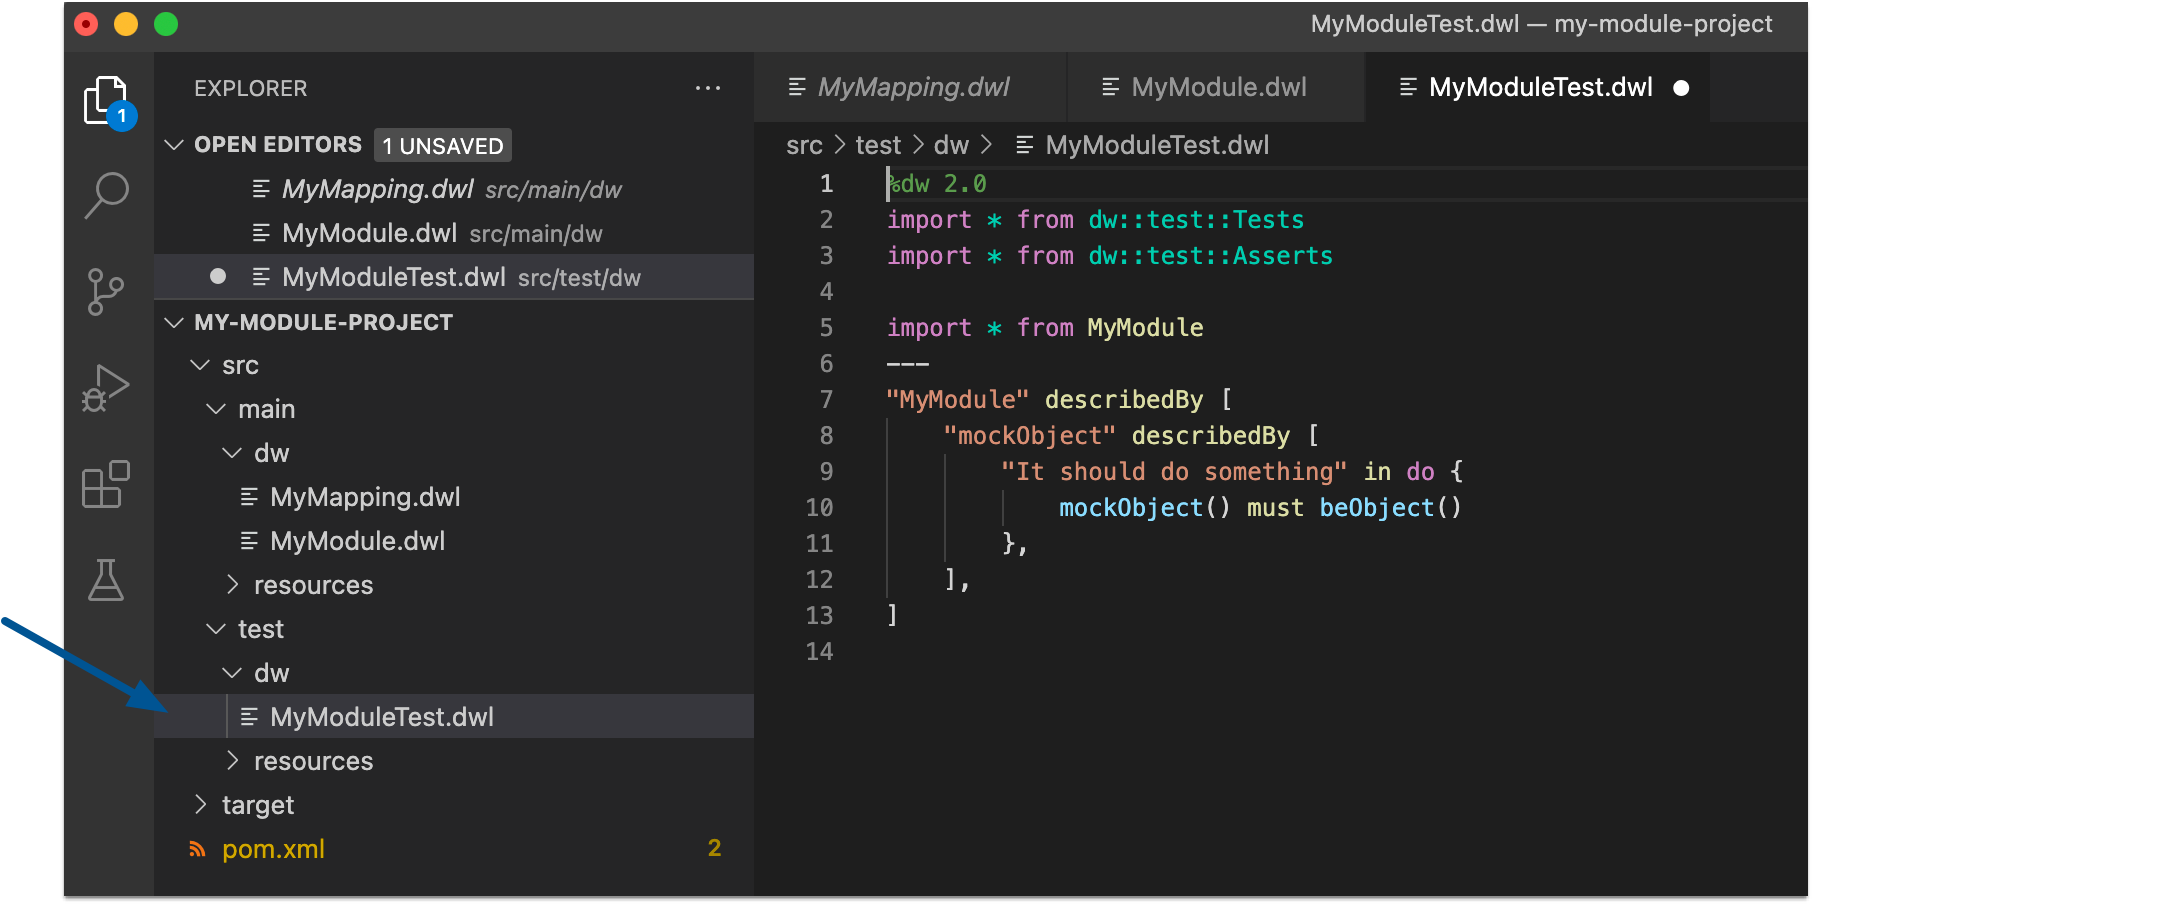 MyModuleTest.dwl — my-module-project
EXPLORER
1
OPEN EDITORS 1 UNSAVED
MyMapping.dwl src/main/dw
MyModule.dwl src/main/dw
MyModuleTest.dwl src/test/dw
MY-MODULE-PROJECT
src
main
dw
MyMapping.dwl
MyModule.dwl
resources
test
dw
MyModuleTest.dwl
resources
target
pom.xml 2
MyMapping.dwl MyModule.dwl MyModuleTest.dwl
src > test > dw > MyModuleTest.dwl
1 %dw 2.0
2 import * from dw::test::Tests
3 import * from dw::test::Asserts
4
5 import * from MyModule
6 ---
7 "MyModule" describedBy [
8     "mockObject" describedBy [
9         "It should do something" in do {
10             mockObject() must beObject()
11         },
12     ],
13 ]
14